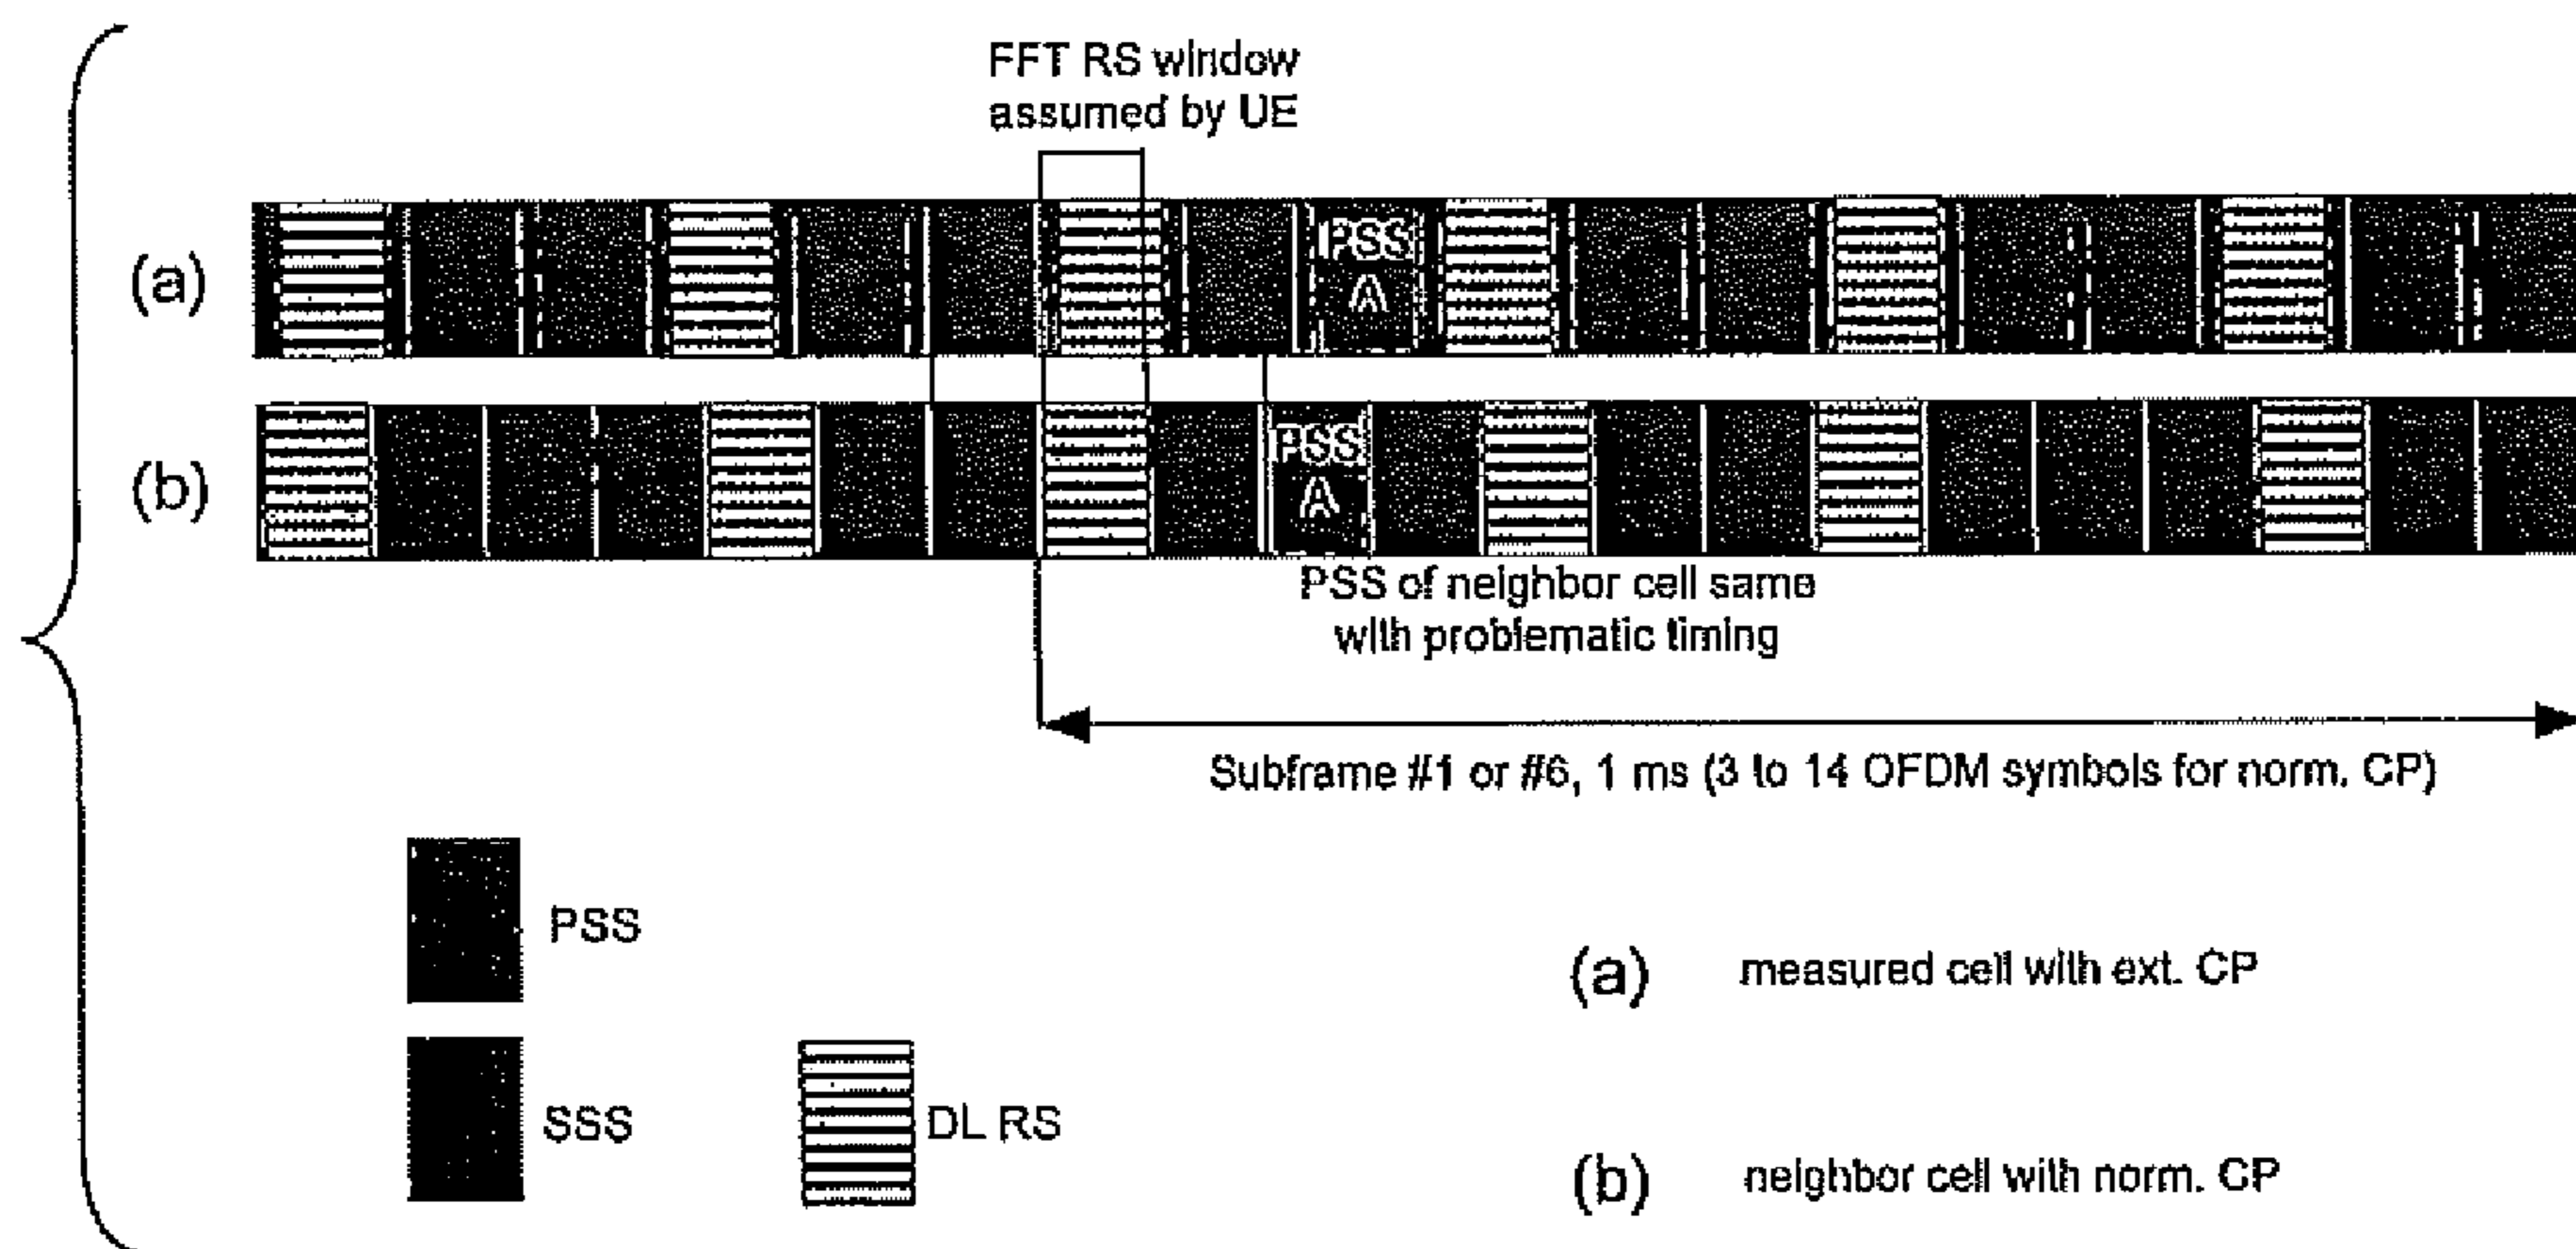 FFT RS window
assumed by UE
(a)
PSS
A
(b)
PSS
A
PSS of neighbor cell same
with problematic timing
Subframe #1 or #6, 1 ms (3 to 14 OFDM symbols for norm. CP)
PSS
SSS
DL RS
(a) measured cell with ext. CP
(b) neighbor cell with norm. CP